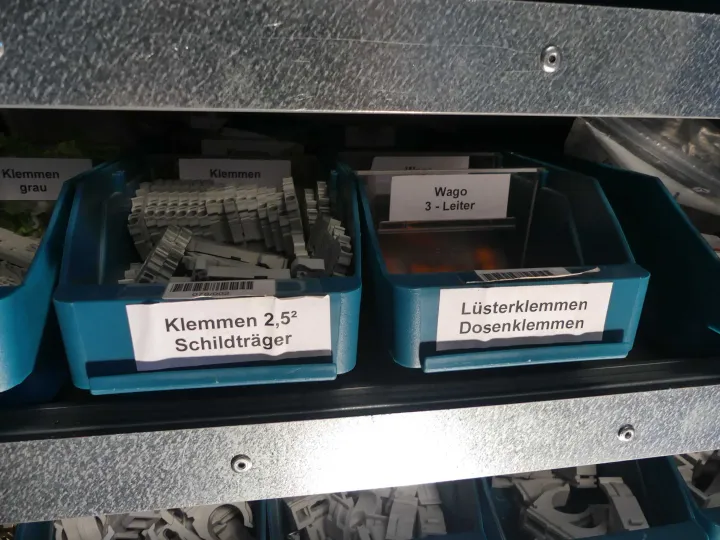 Klemmen
grau
Klemmen
Wago
3 - Leiter
Klemmen 2,5²
Schildträger
Lüsterklemmen
Dosenklemmen